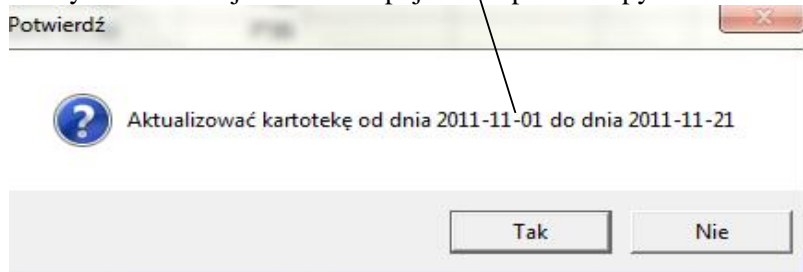 Potwierdź
Aktualizować kartotekę od dnia 2011-11-01 do dnia 2011-11-21
Tak
Nie